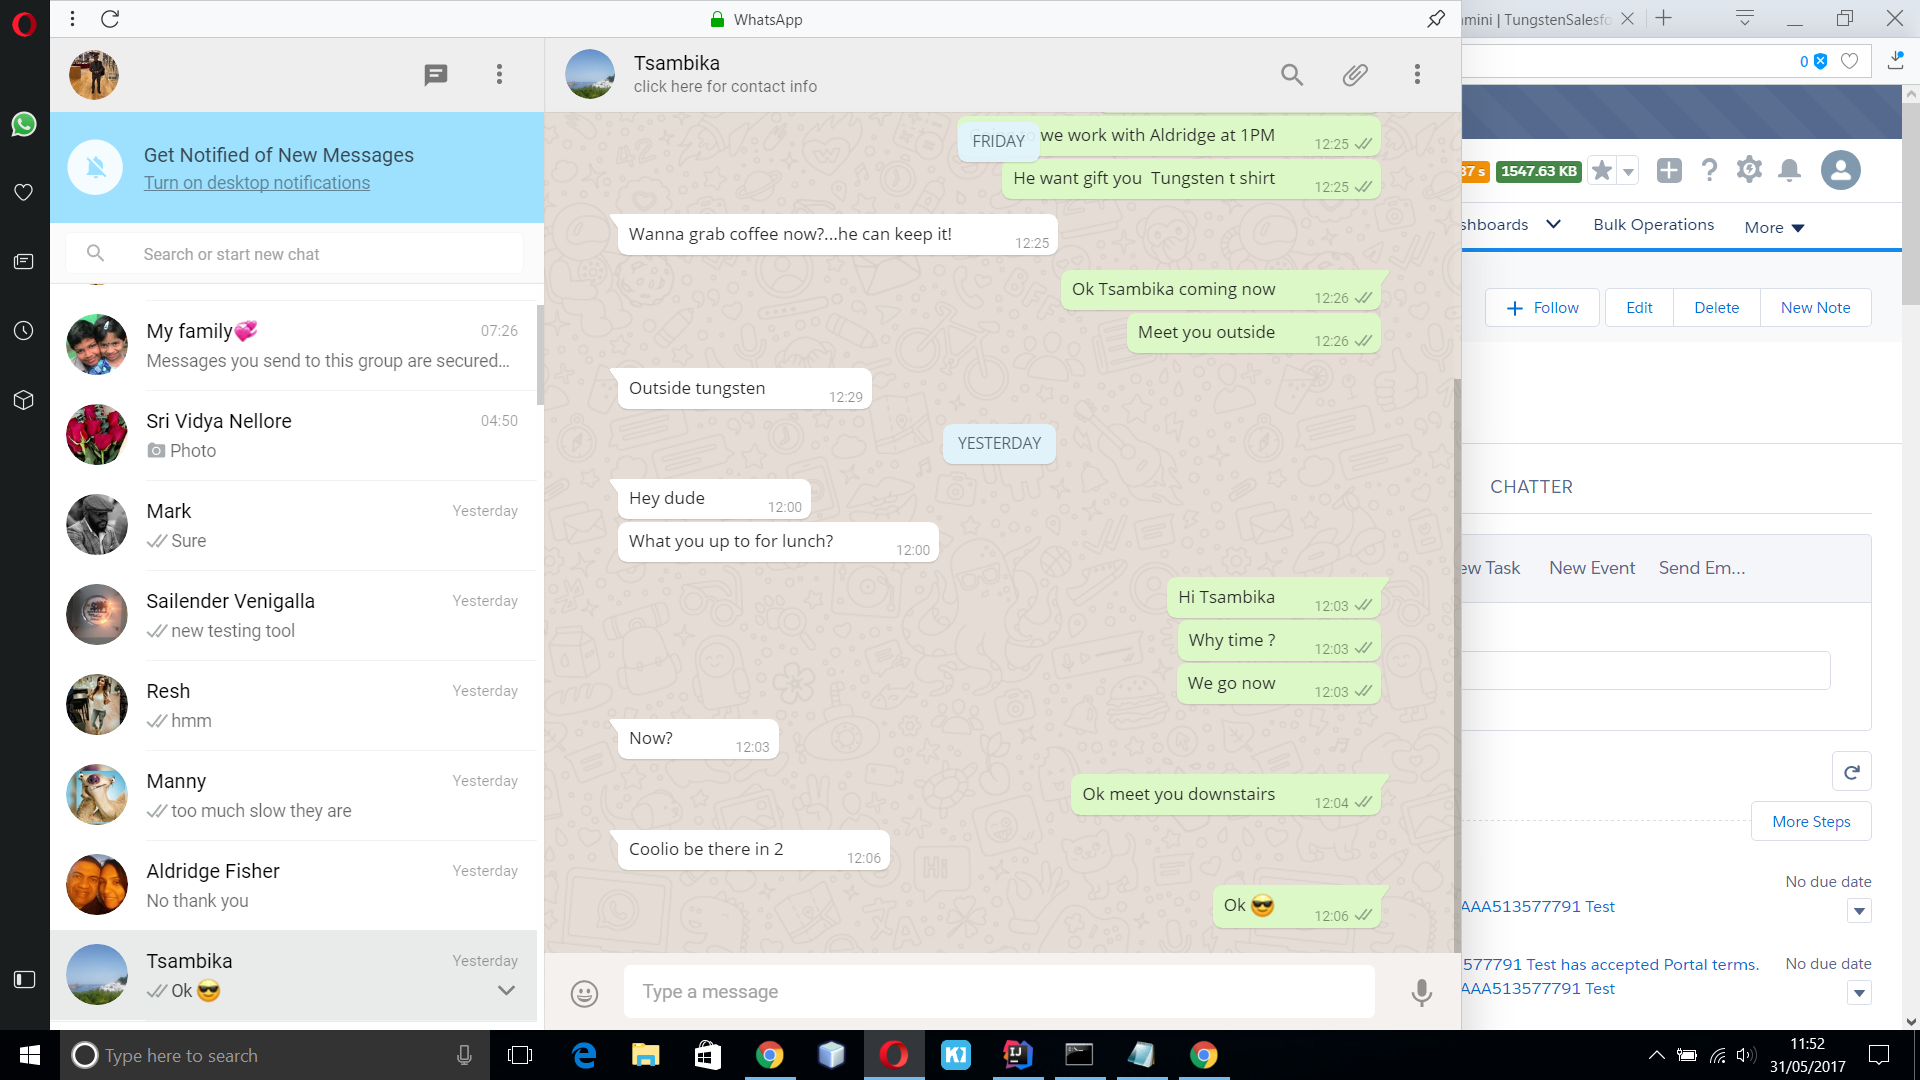 WhatsApp
mini | TungstenSalesfo
0
Tsambika
click here for contact info
Get Notified of New Messages
Turn on desktop notifications
Search or start new chat
My family💞 07:26
Messages you send to this group are secured...
Sri Vidya Nellore 04:50
Photo
Mark Yesterday
Sure
Sailender Venigalla Yesterday
new testing tool
Resh Yesterday
hmm
Manny Yesterday
too much slow they are
Aldridge Fisher Yesterday
No thank you
Tsambika Yesterday
Ok 😎
FRIDAY
we work with Aldridge at 1PM 12:25
He want gift you Tungsten t shirt 12:25
Wanna grab coffee now?...he can keep it! 12:25
Ok Tsambika coming now 12:26
Meet you outside 12:26
Outside tungsten 12:29
YESTERDAY
Hey dude 12:00
What you up to for lunch? 12:00
Hi Tsambika 12:03
Why time ? 12:03
We go now 12:03
Now? 12:03
Ok meet you downstairs 12:04
Coolio be there in 2 12:06
Ok 😎 12:06
Type a message
37 s 1547.63 KB
shboards Bulk Operations More
Follow Edit Delete New Note
CHATTER
ew Task New Event Send Em...
More Steps
No due date
AAA513577791 Test
577791 Test has accepted Portal terms. No due date
AAA513577791 Test
Type here to search
11:52
31/05/2017